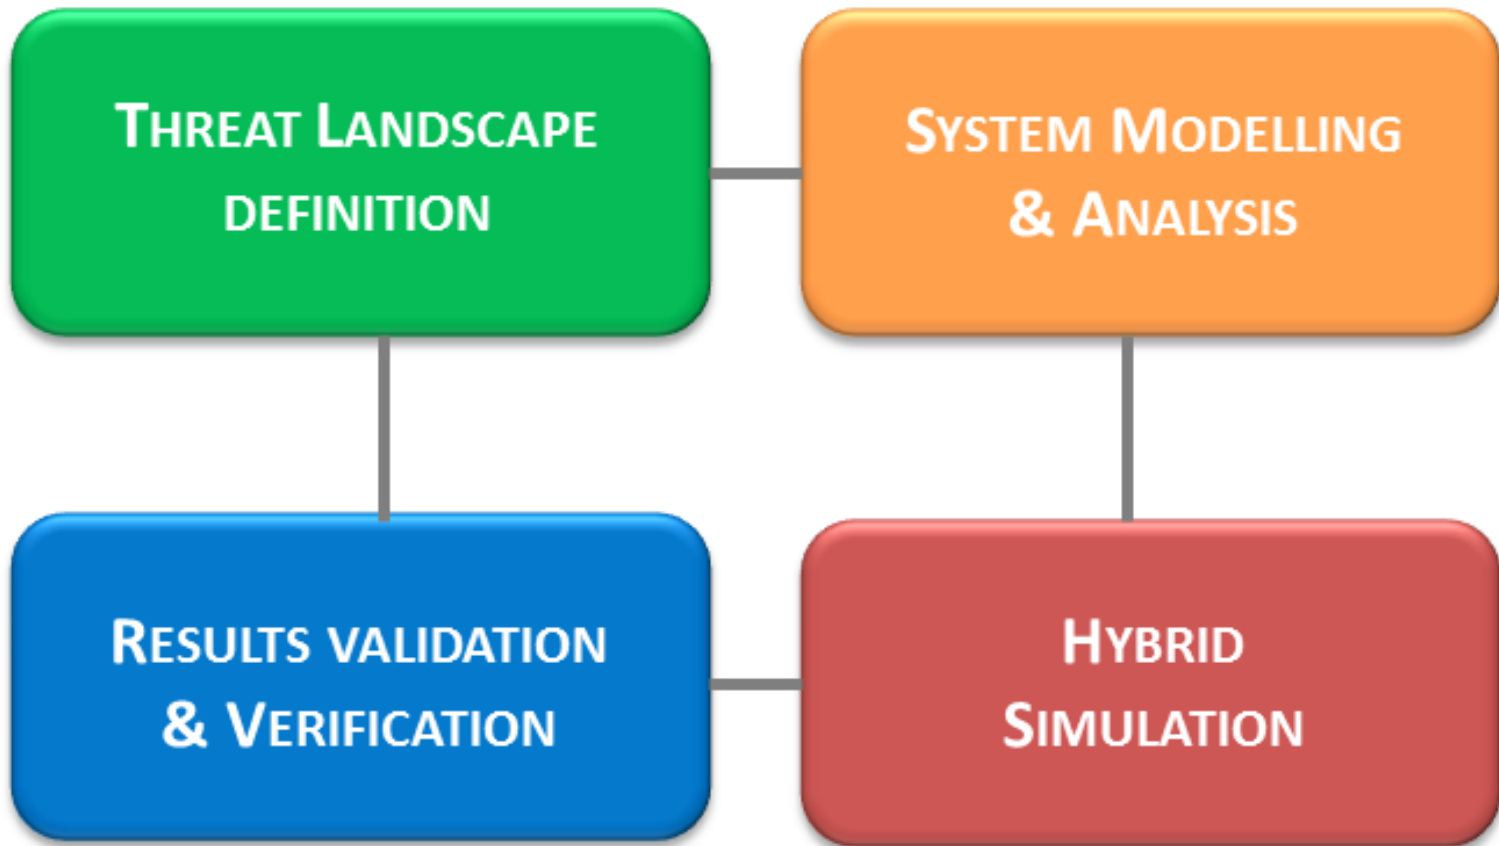 THREAT LANDSCAPE
DEFINITION
SYSTEM MODELLING
& ANALYSIS
RESULTS VALIDATION
& VERIFICATION
HYBRID
SIMULATION